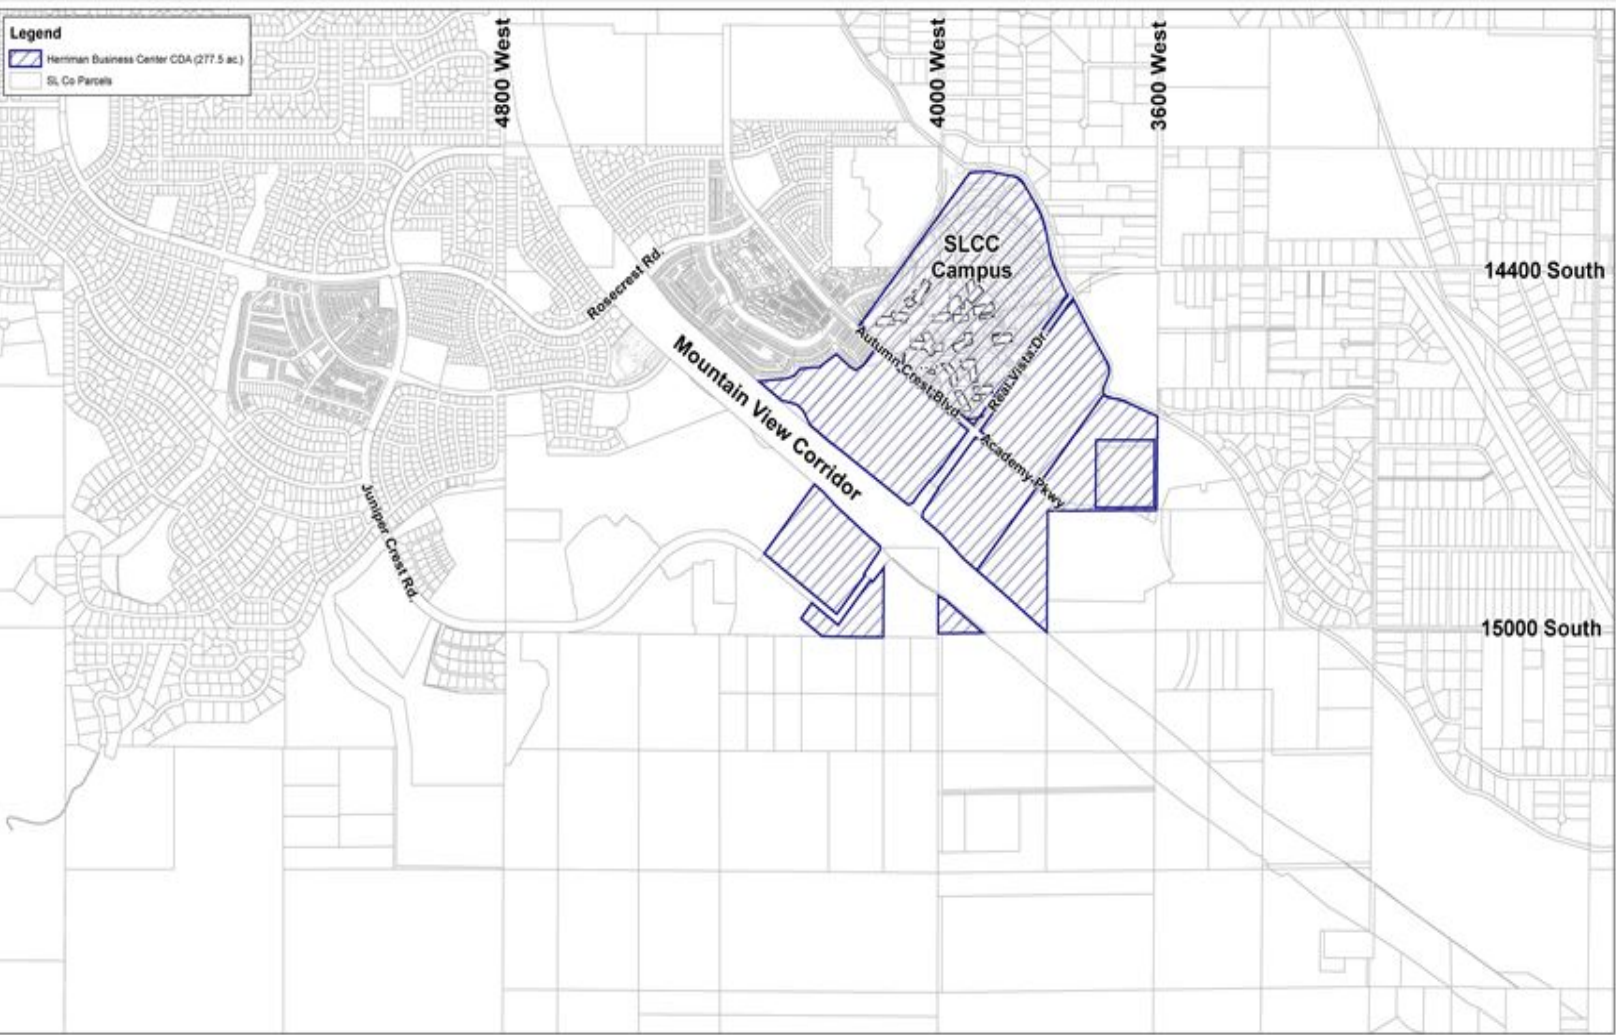 Legend
Herriman Business Center CDA (277.5 ac.)
SL Co Parcels
4800 West
4000 West
3600 West
SLCC
Campus
14400 South
Rosecrest Rd.
Autumn Crest Blvd
Real Vista Dr
Mountain View Corridor
Academy Pkwy
Juniper Crest Rd.
15000 South